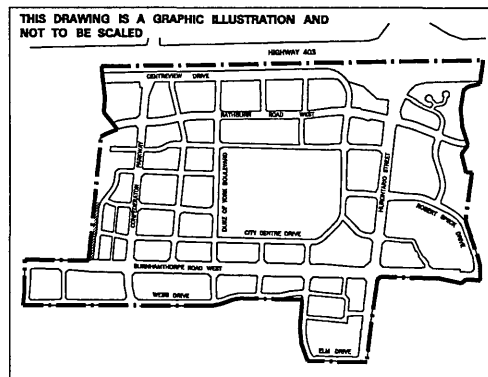 THIS DRAWING IS A GRAPHIC ILLUSTRATION AND
NOT TO BE SCALED
HIGHWAY 403
CENTREVIEW DRIVE
RATHBURN ROAD WEST
CONFEDERATION PARKWAY
DUKE OF YORK BOULEVARD
HURONTARIO STREET
ROBERT SPECK DRIVE
CITY CENTRE DRIVE
BURNHAMTHORPE ROAD WEST
WEBB DRIVE
ELM DRIVE